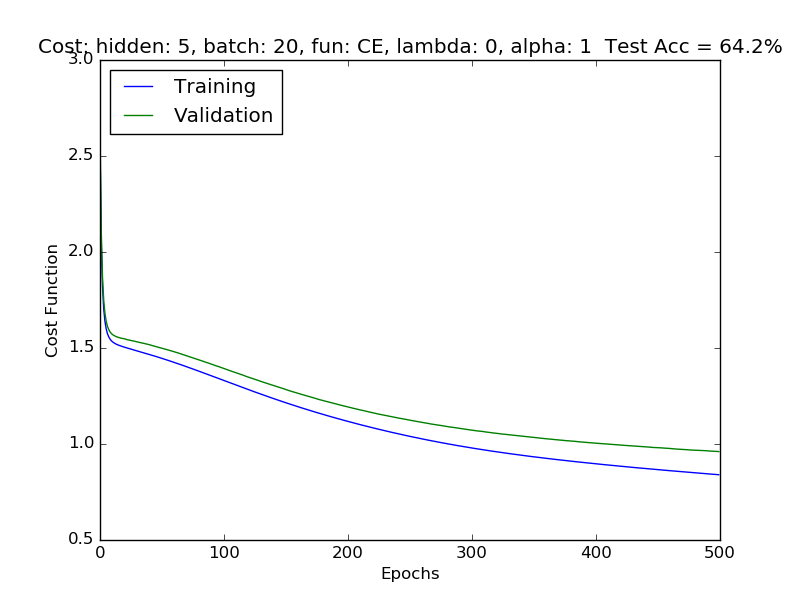 Cost: hidden: 5, batch: 20, fun: CE, lambda: 0, alpha: 1  Test Acc = 64.2%
3.0
Training
Validation
2.5
2.0
Cost Function
1.5
1.0
0.5
0 100 200 300 400 500
Epochs